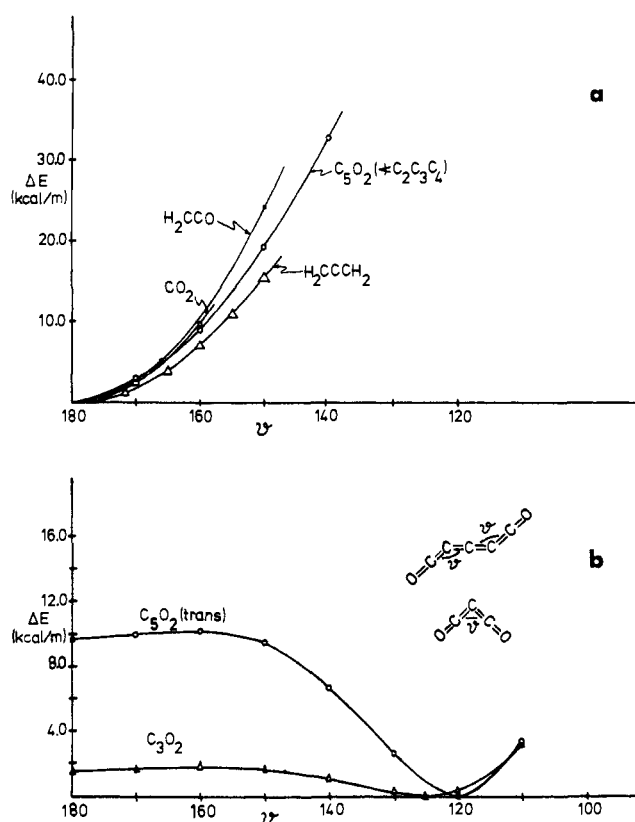 a
40.0
30.0
ΔE
(kcal/m)
20.0
10.0
H₂CCO
CO₂
C₅O₂(∢C₂C₃C₄)
H₂CCCH₂
180 160 140 120
ϑ
b
16.0
12.0
ΔE
(kcal/m)
8.0
4.0
C₅O₂(trans)
C₃O₂
O=C=C=C=C=C=O
ϑ ϑ
O=C=C=C=O
ϑ
180 160 140 120 100
ϑ